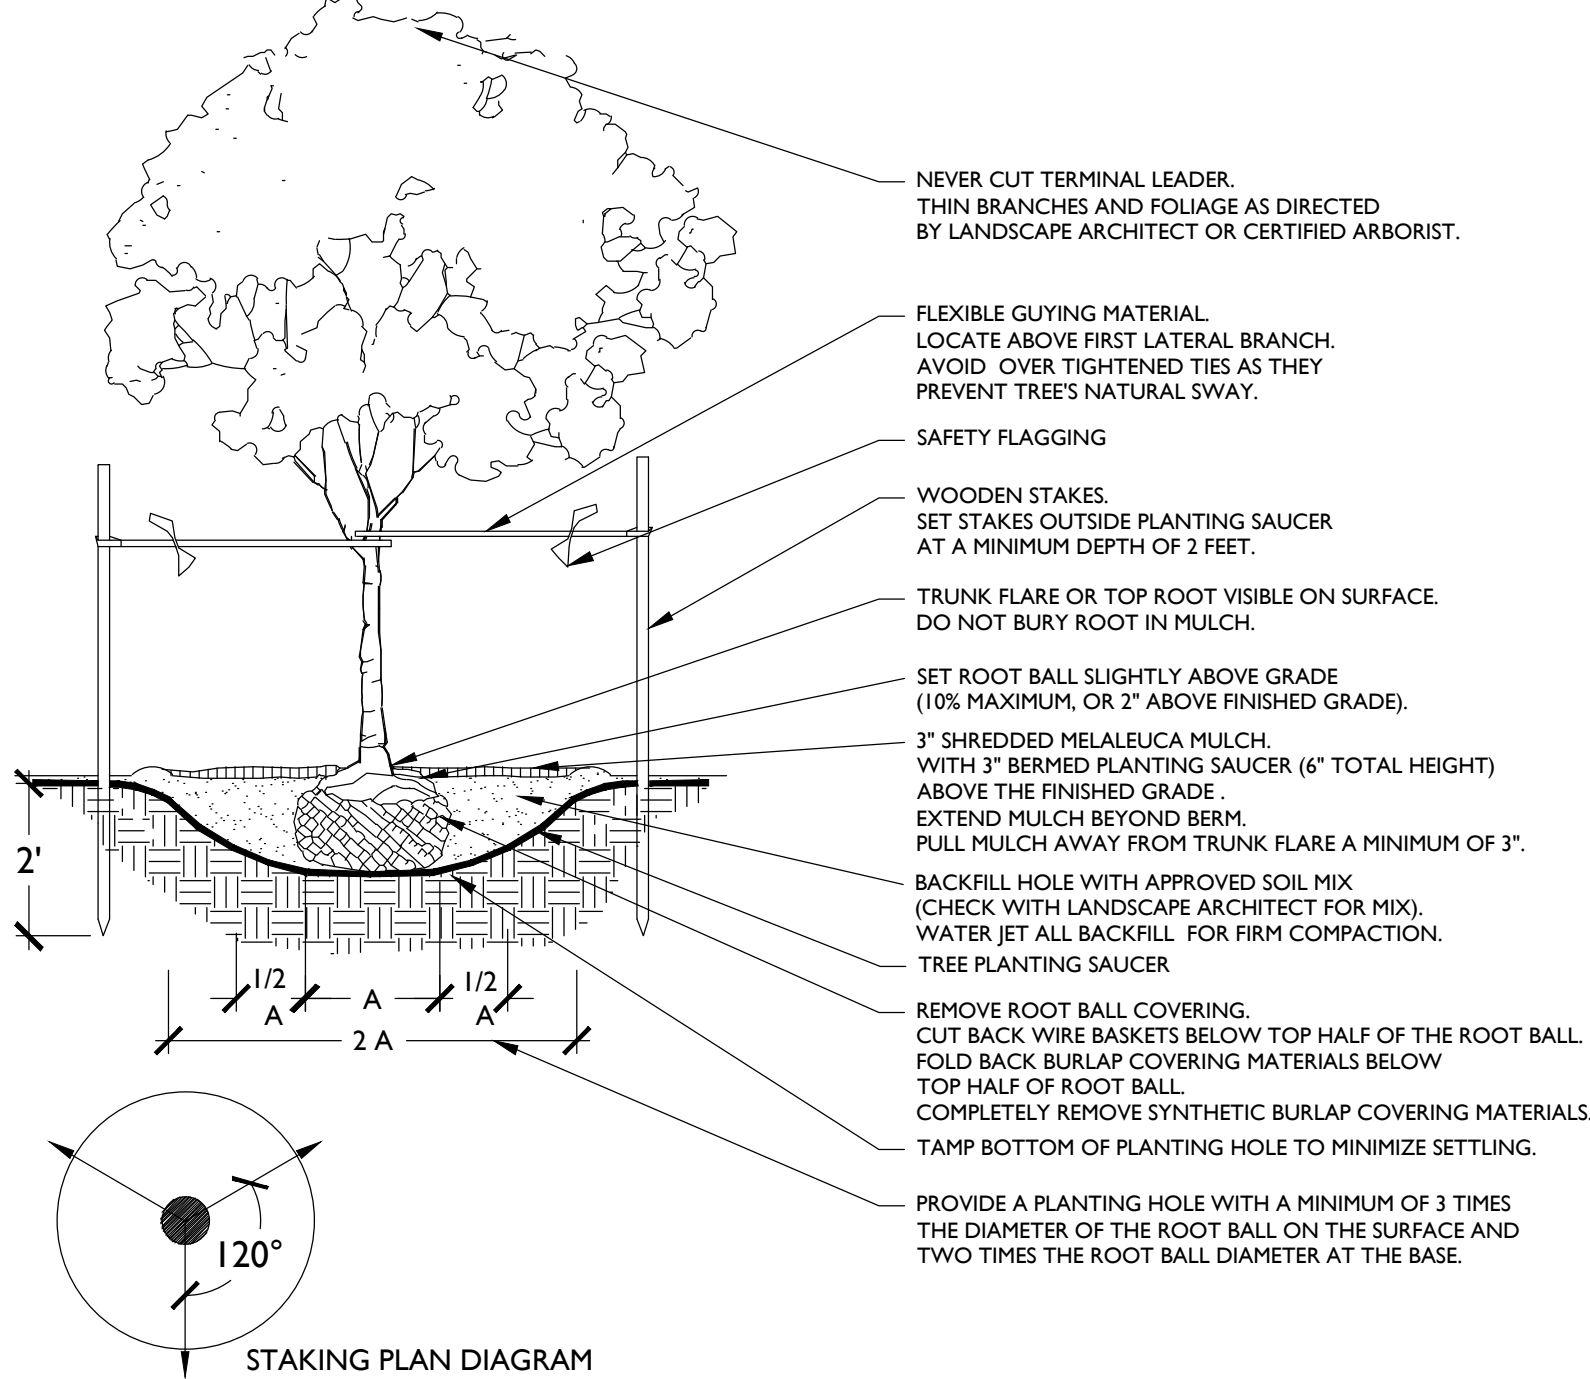 NEVER CUT TERMINAL LEADER.
THIN BRANCHES AND FOLIAGE AS DIRECTED
BY LANDSCAPE ARCHITECT OR CERTIFIED ARBORIST.
FLEXIBLE GUYING MATERIAL.
LOCATE ABOVE FIRST LATERAL BRANCH.
AVOID OVER TIGHTENED TIES AS THEY
PREVENT TREE'S NATURAL SWAY.
SAFETY FLAGGING
WOODEN STAKES.
SET STAKES OUTSIDE PLANTING SAUCER
AT A MINIMUM DEPTH OF 2 FEET.
TRUNK FLARE OR TOP ROOT VISIBLE ON SURFACE.
DO NOT BURY ROOT IN MULCH.
SET ROOT BALL SLIGHTLY ABOVE GRADE
(10% MAXIMUM, OR 2" ABOVE FINISHED GRADE).
3" SHREDDED MELALEUCA MULCH.
WITH 3" BERMED PLANTING SAUCER (6" TOTAL HEIGHT)
ABOVE THE FINISHED GRADE .
EXTEND MULCH BEYOND BERM.
PULL MULCH AWAY FROM TRUNK FLARE A MINIMUM OF 3".
BACKFILL HOLE WITH APPROVED SOIL MIX
(CHECK WITH LANDSCAPE ARCHITECT FOR MIX).
WATER JET ALL BACKFILL FOR FIRM COMPACTION.
TREE PLANTING SAUCER
REMOVE ROOT BALL COVERING.
CUT BACK WIRE BASKETS BELOW TOP HALF OF THE ROOT BALL.
FOLD BACK BURLAP COVERING MATERIALS BELOW
TOP HALF OF ROOT BALL.
COMPLETELY REMOVE SYNTHETIC BURLAP COVERING MATERIALS.
TAMP BOTTOM OF PLANTING HOLE TO MINIMIZE SETTLING.
PROVIDE A PLANTING HOLE WITH A MINIMUM OF 3 TIMES
THE DIAMETER OF THE ROOT BALL ON THE SURFACE AND
TWO TIMES THE ROOT BALL DIAMETER AT THE BASE.
2'
1/2
A
A
1/2
A
2 A
120°
STAKING PLAN DIAGRAM